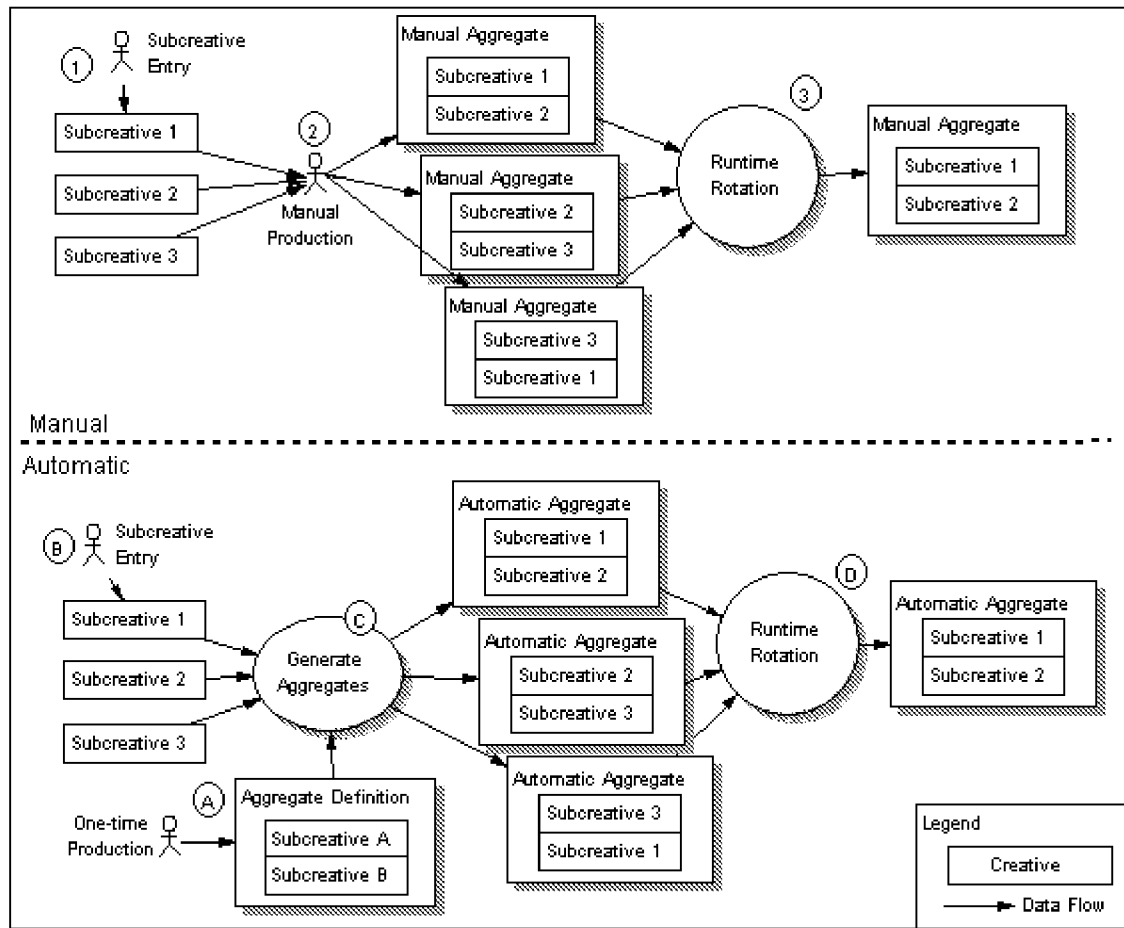 1
Subcreative
Entry
Subcreative 1
Subcreative 2
Subcreative 3
2
Manual
Production
Manual Aggregate
Subcreative 1
Subcreative 2
Manual Aggregate
Subcreative 2
Subcreative 3
Manual Aggregate
Subcreative 3
Subcreative 1
3
Runtime
Rotation
Manual Aggregate
Subcreative 1
Subcreative 2
Manual
Automatic
B
Subcreative
Entry
Subcreative 1
Subcreative 2
Subcreative 3
C
Generate
Aggregates
A
One-time
Production
Aggregate Definition
Subcreative A
Subcreative B
Automatic Aggregate
Subcreative 1
Subcreative 2
Automatic Aggregate
Subcreative 2
Subcreative 3
Automatic Aggregate
Subcreative 3
Subcreative 1
D
Runtime
Rotation
Automatic Aggregate
Subcreative 1
Subcreative 2
Legend
Creative
Data Flow